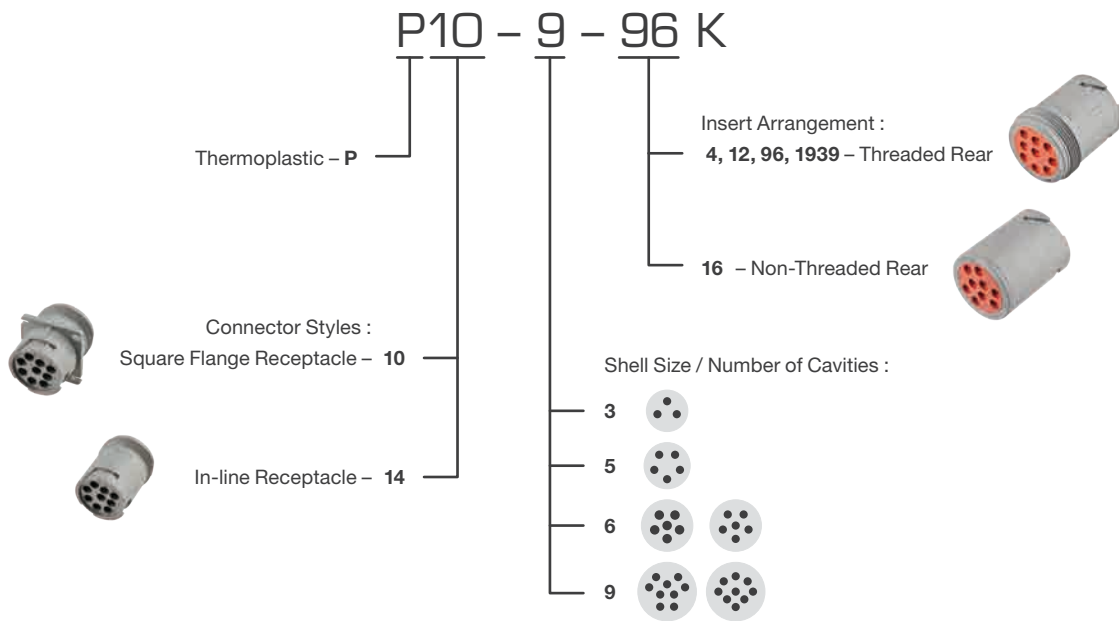 P10 – 9 – 96 K
Thermoplastic – P
Insert Arrangement :
4, 12, 96, 1939 – Threaded Rear
16 – Non-Threaded Rear
Connector Styles :
Square Flange Receptacle – 10
In-line Receptacle – 14
Shell Size / Number of Cavities :
3
5
6
9